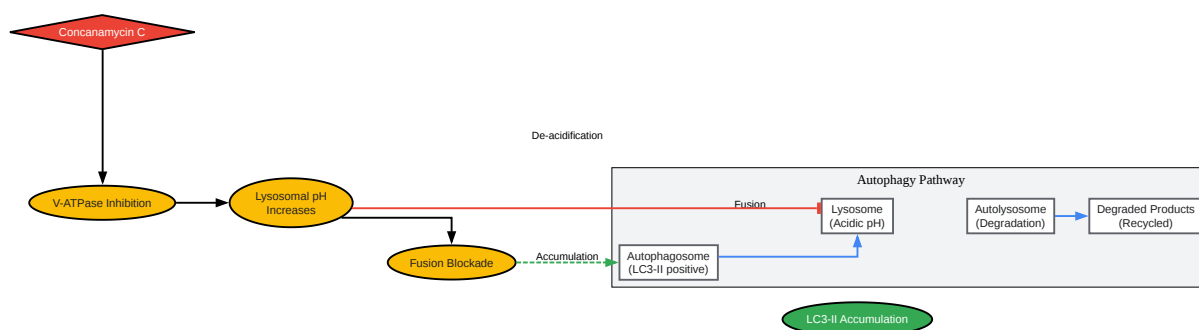 Concanamycin C
De-acidification
Autophagy Pathway
V-ATPase Inhibition
Lysosomal pH
Increases
Fusion
Lysosome
(Acidic pH)
Autolysosome
(Degradation)
Degraded Products
(Recycled)
Fusion Blockade
Accumulation
Autophagosome
(LC3-II positive)
LC3-II Accumulation